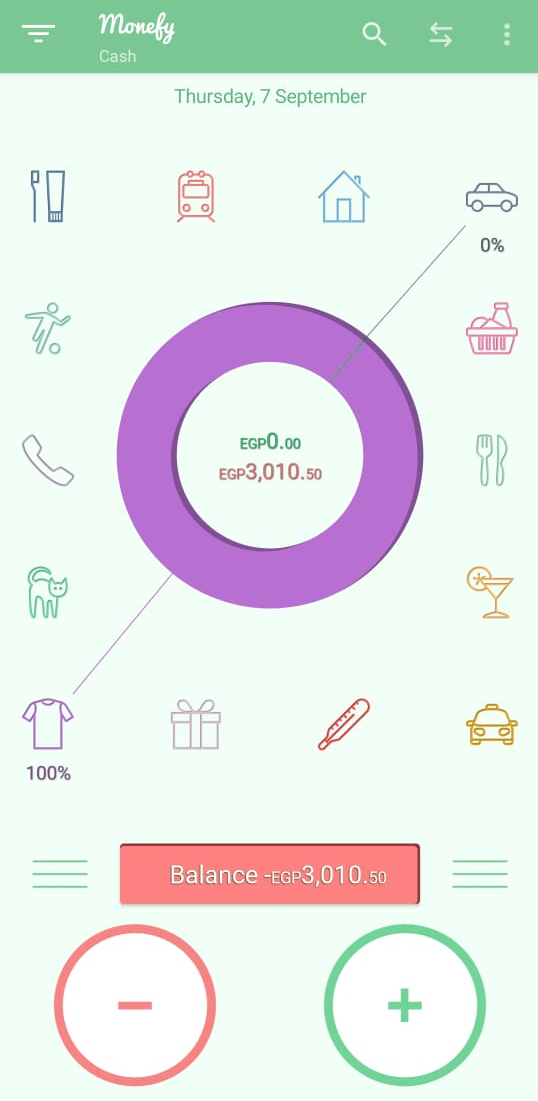 Monefy
Cash
Thursday, 7 September
0%
EGP0.00
EGP3,010.50
100%
Balance -EGP3,010.50